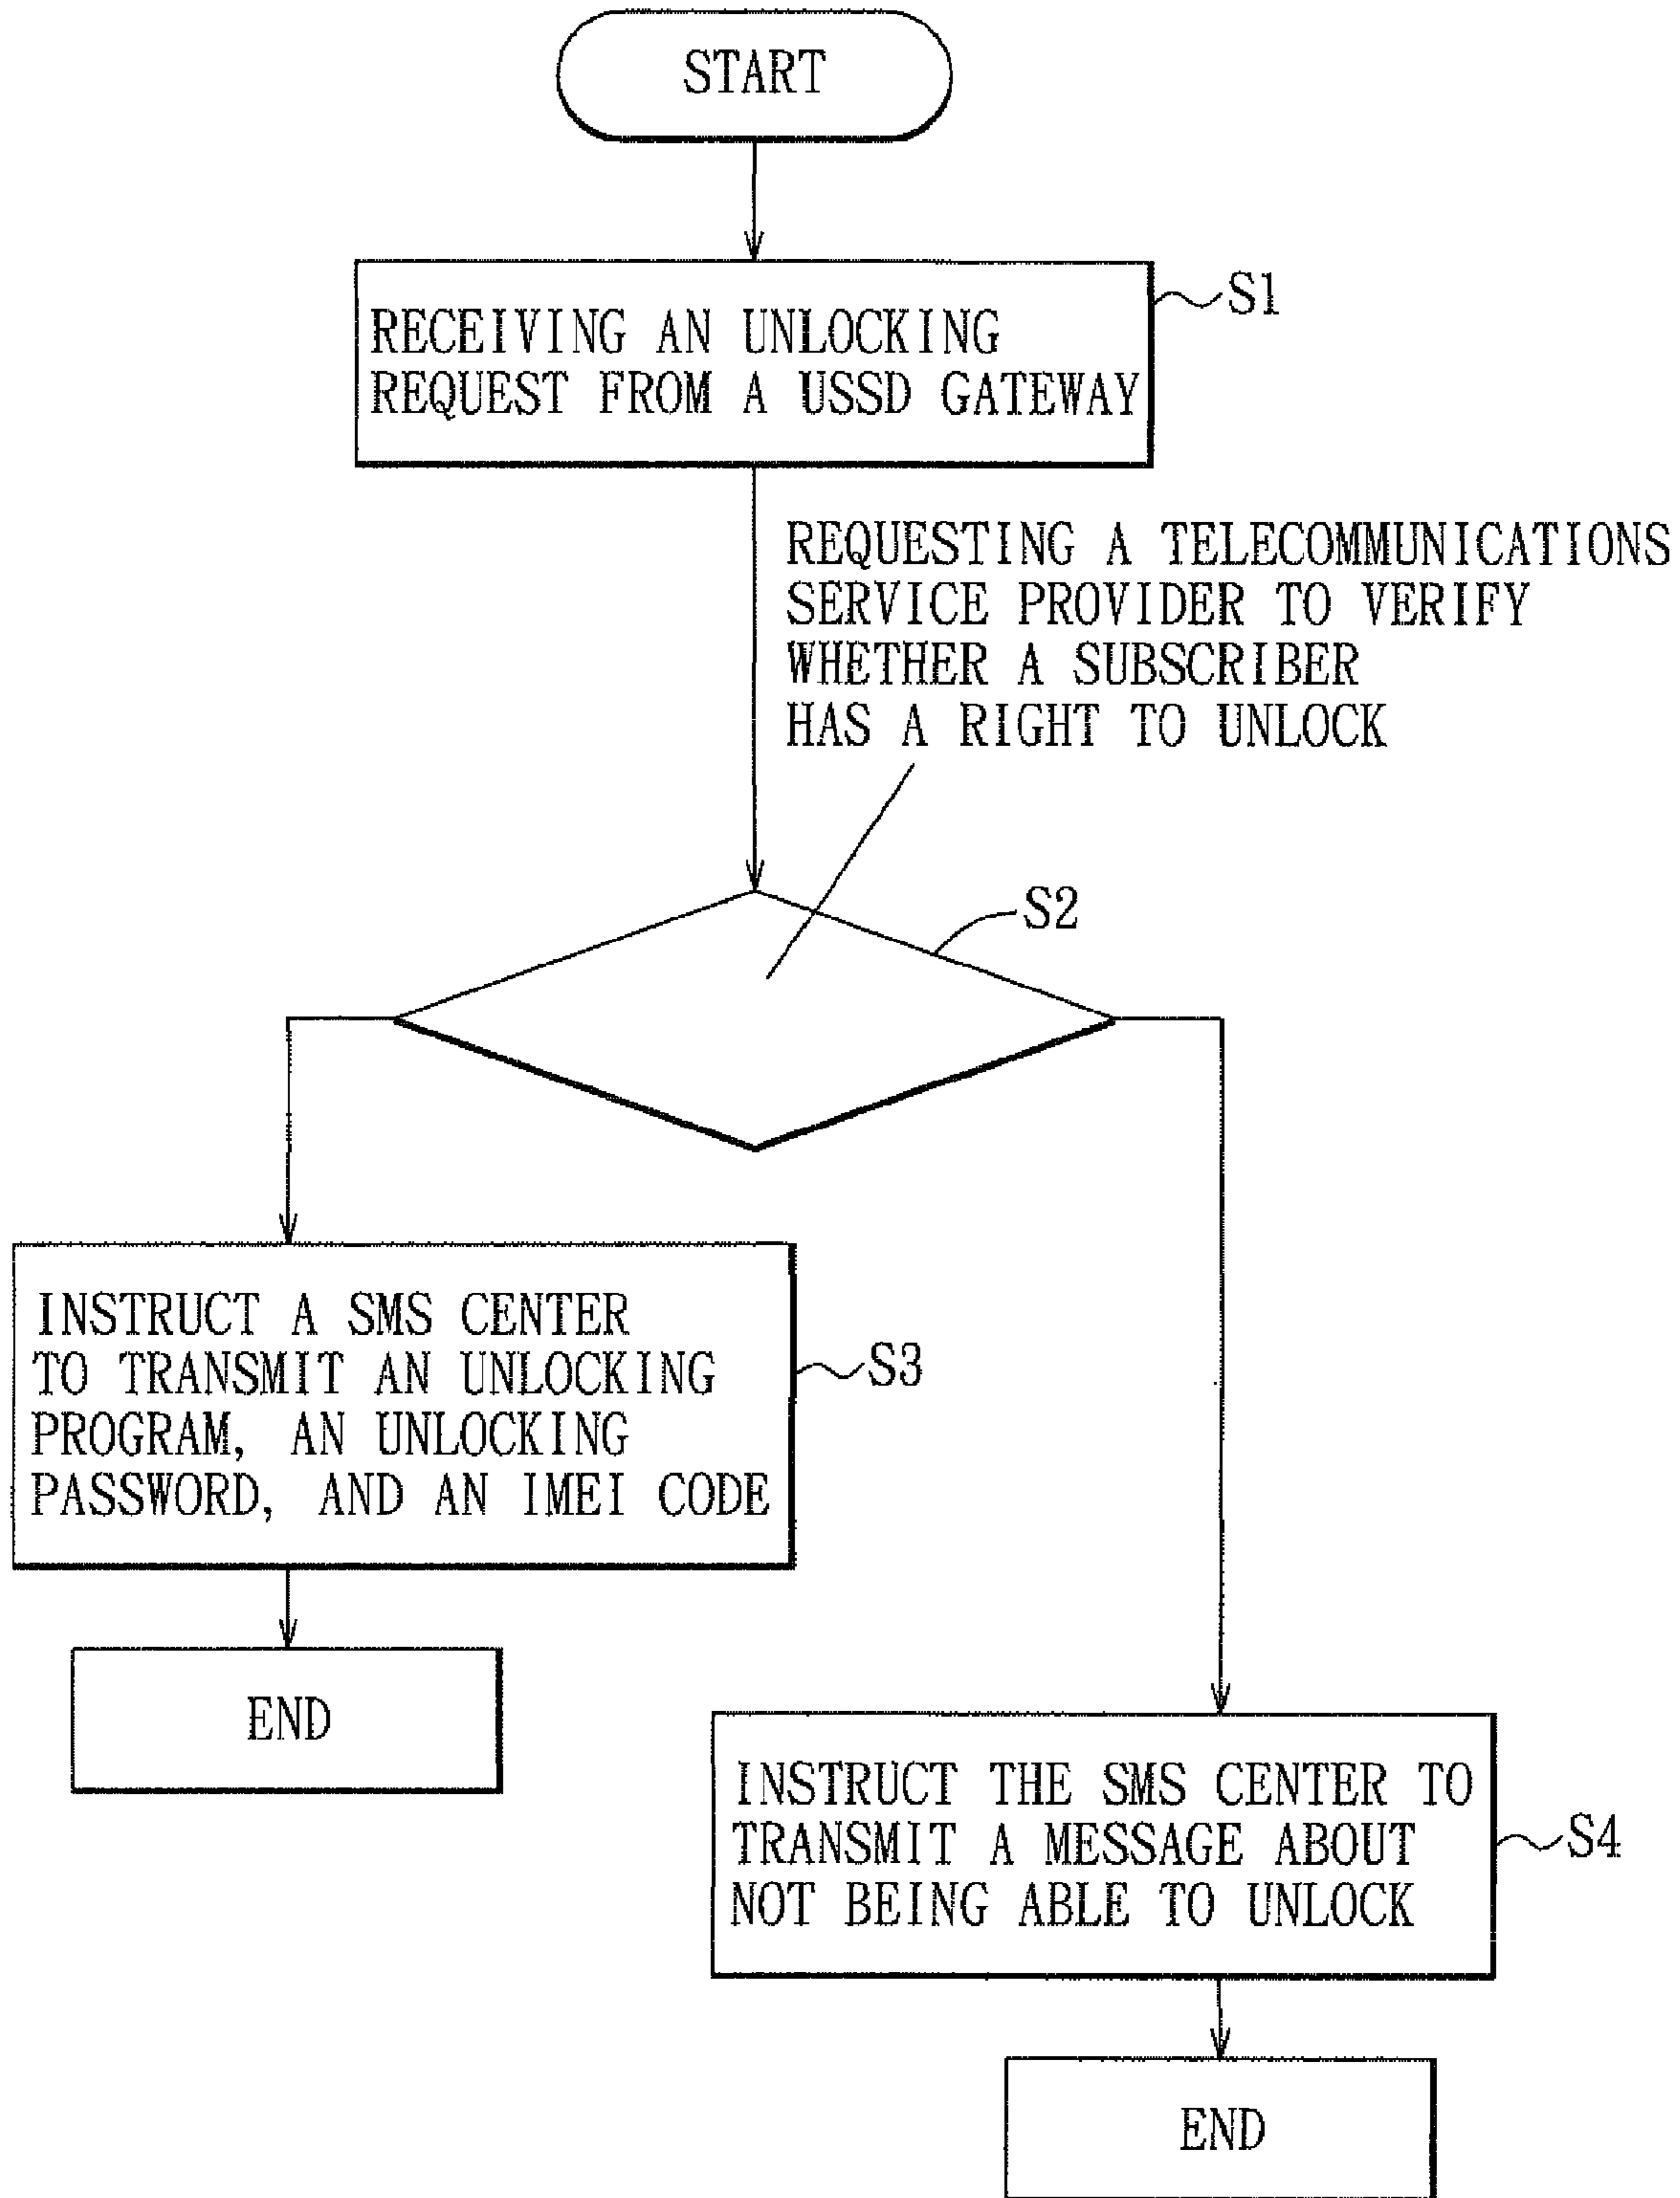 START
S1
RECEIVING AN UNLOCKING
REQUEST FROM A USSD GATEWAY
REQUESTING A TELECOMMUNICATIONS
SERVICE PROVIDER TO VERIFY
WHETHER A SUBSCRIBER
HAS A RIGHT TO UNLOCK
S2
INSTRUCT A SMS CENTER
TO TRANSMIT AN UNLOCKING
PROGRAM, AN UNLOCKING
PASSWORD, AND AN IMEI CODE
S3
END
INSTRUCT THE SMS CENTER TO
TRANSMIT A MESSAGE ABOUT
NOT BEING ABLE TO UNLOCK
S4
END